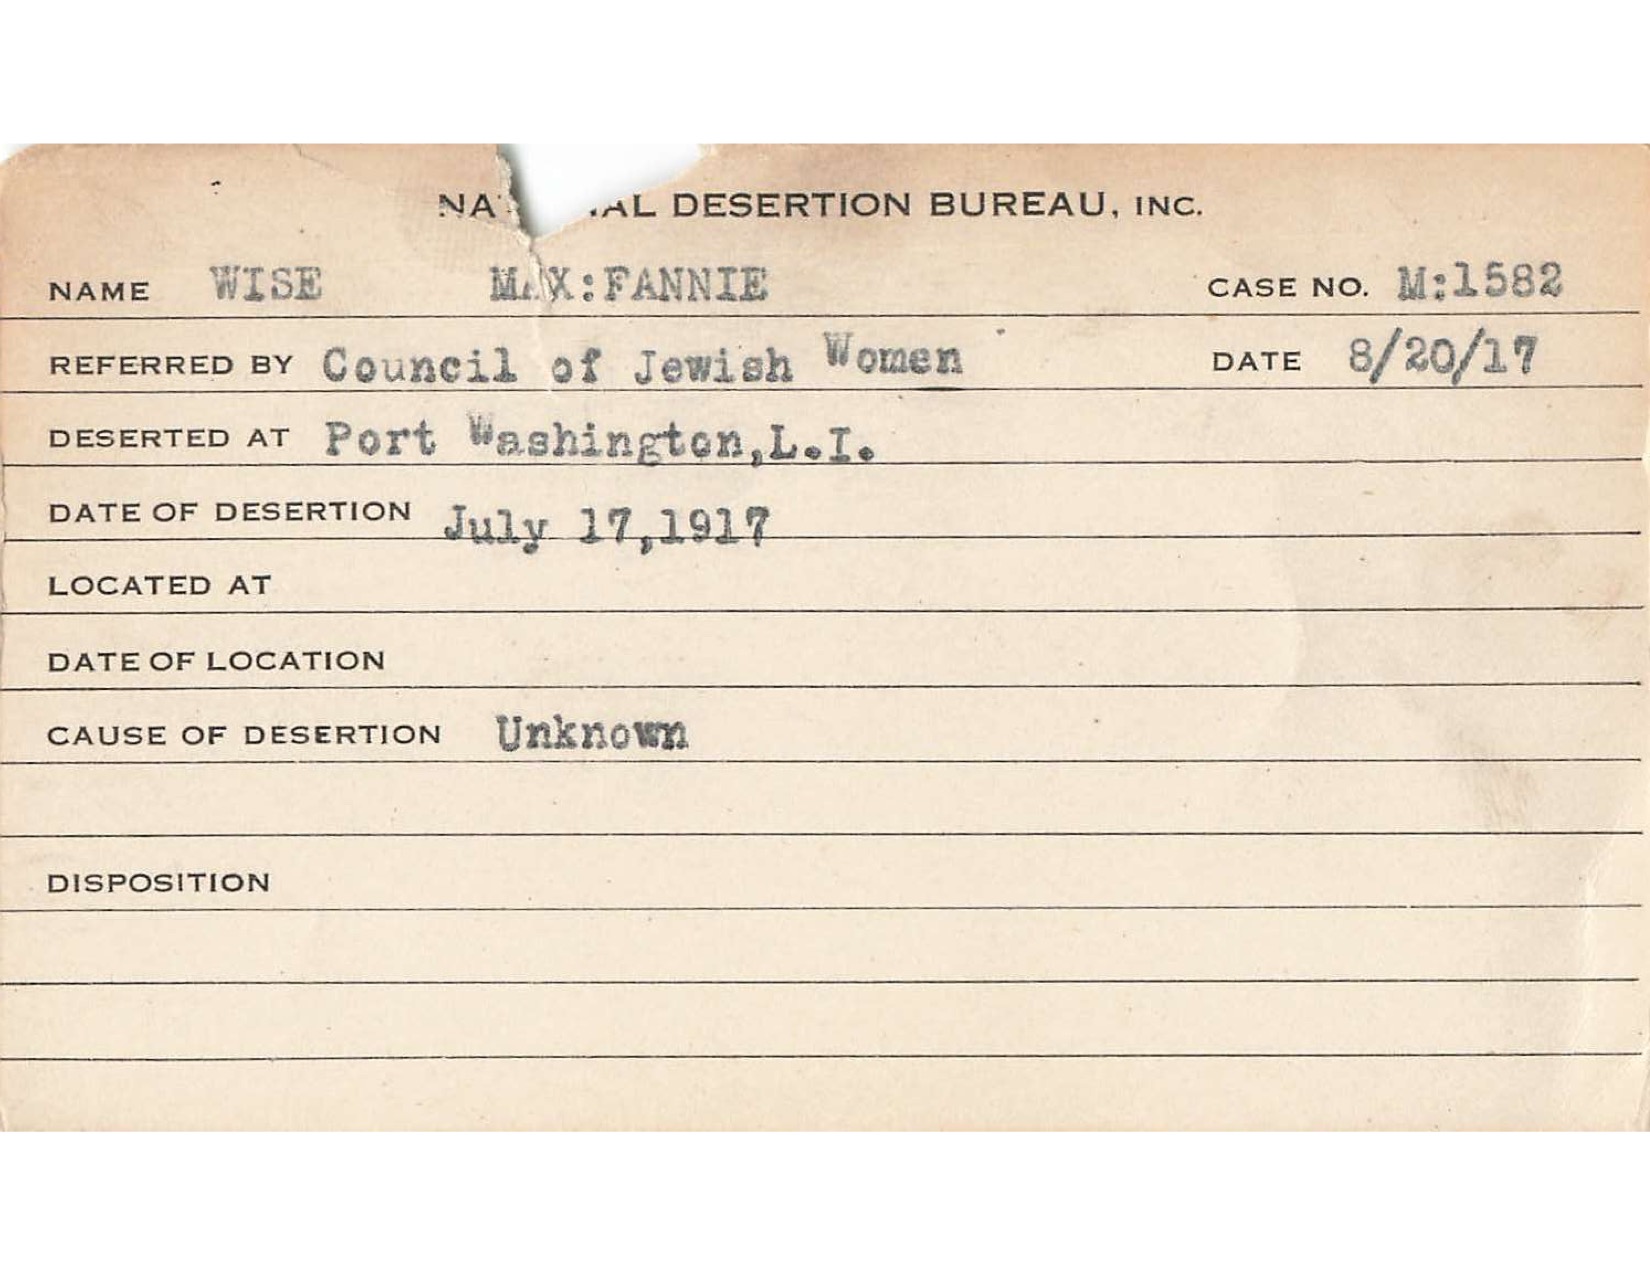 NA AL DESERTION BUREAU, INC.
NAME WISE MAX:FANNIE CASE NO. M:1582
REFERRED BY Council of Jewish Women DATE 8/20/17
DESERTED AT Port Washington,L.I.
DATE OF DESERTION July 17,1917
LOCATED AT
DATE OF LOCATION
CAUSE OF DESERTION Unknown
DISPOSITION